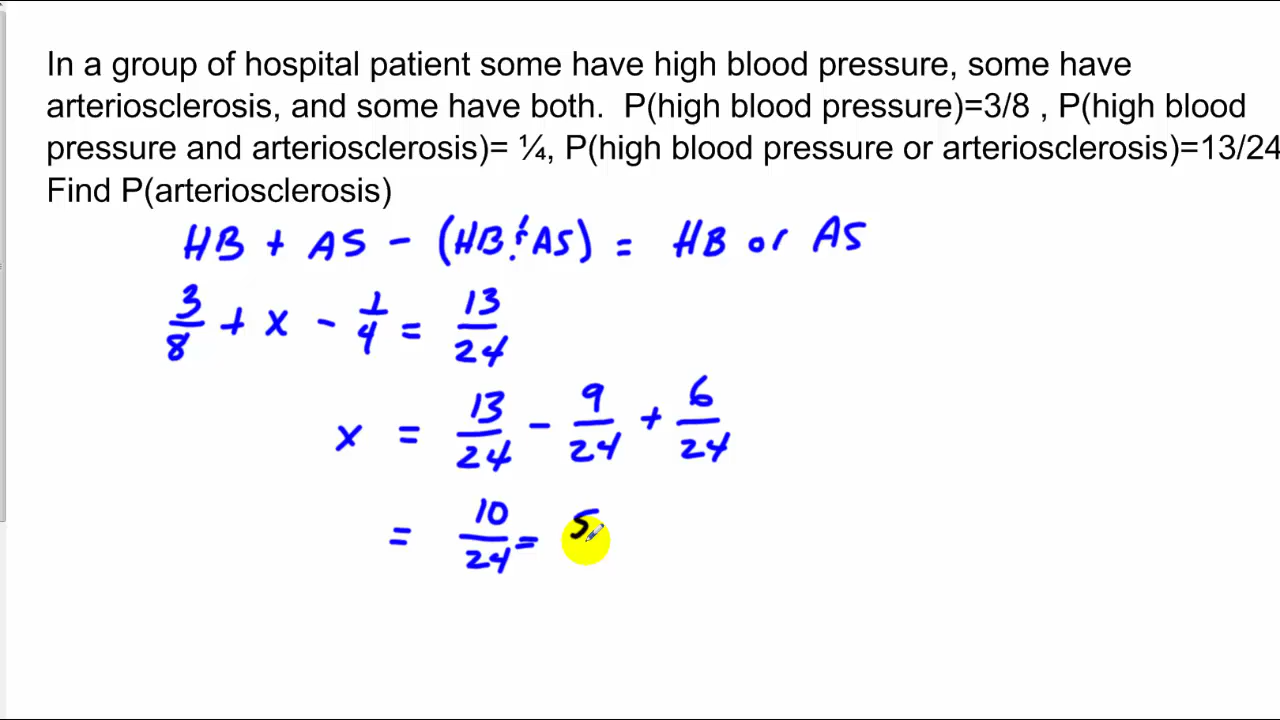 In a group of hospital patient some have high blood pressure, some have
arteriosclerosis, and some have both. P(high blood pressure)=3/8 , P(high blood
pressure and arteriosclerosis)= ¼, P(high blood pressure or arteriosclerosis)=13/24
Find P(arteriosclerosis)
HB + AS - (HB & AS) = HB or AS
3/8 + x - 1/4 = 13/24
x = 13/24 - 9/24 + 6/24
= 10/24 = 5